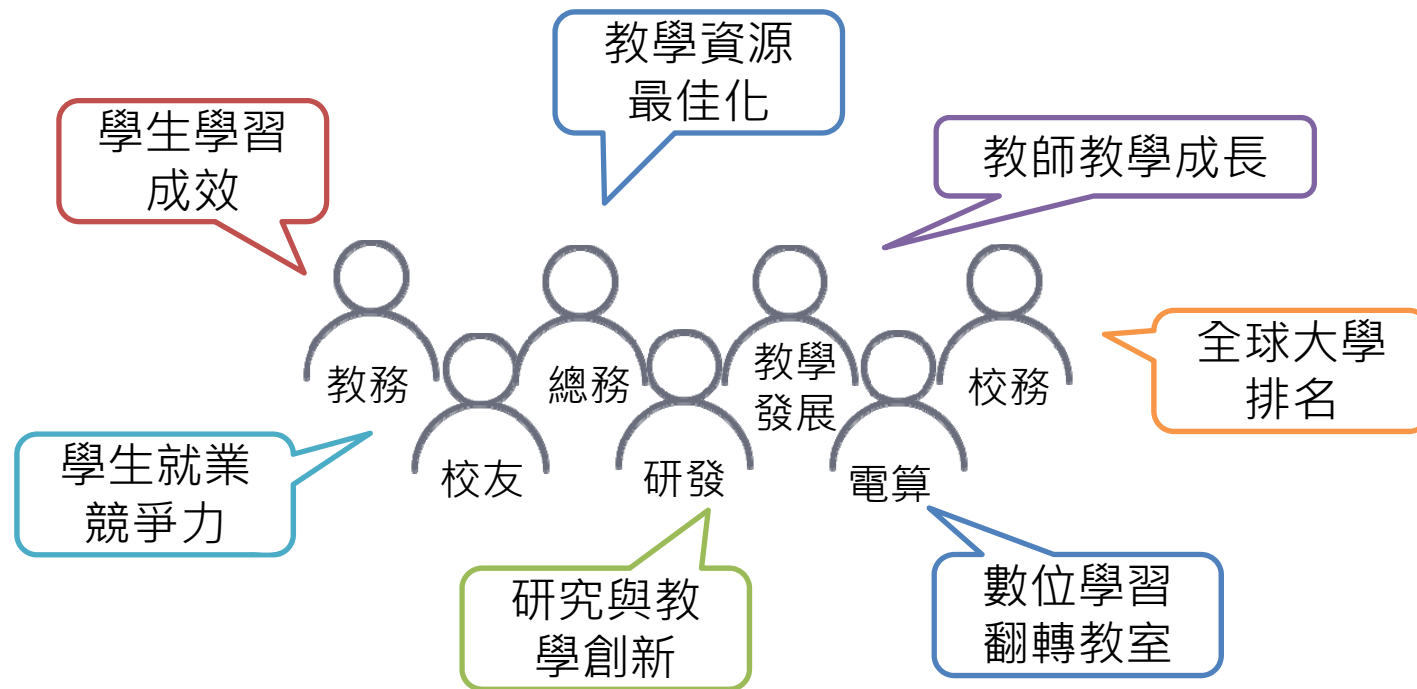 教學資源
最佳化
學生學習
成效
教師教學成長
全球大學
排名
教務
總務
教學
發展
校務
校友
研發
電算
學生就業
競爭力
研究與教
學創新
數位學習
翻轉教室